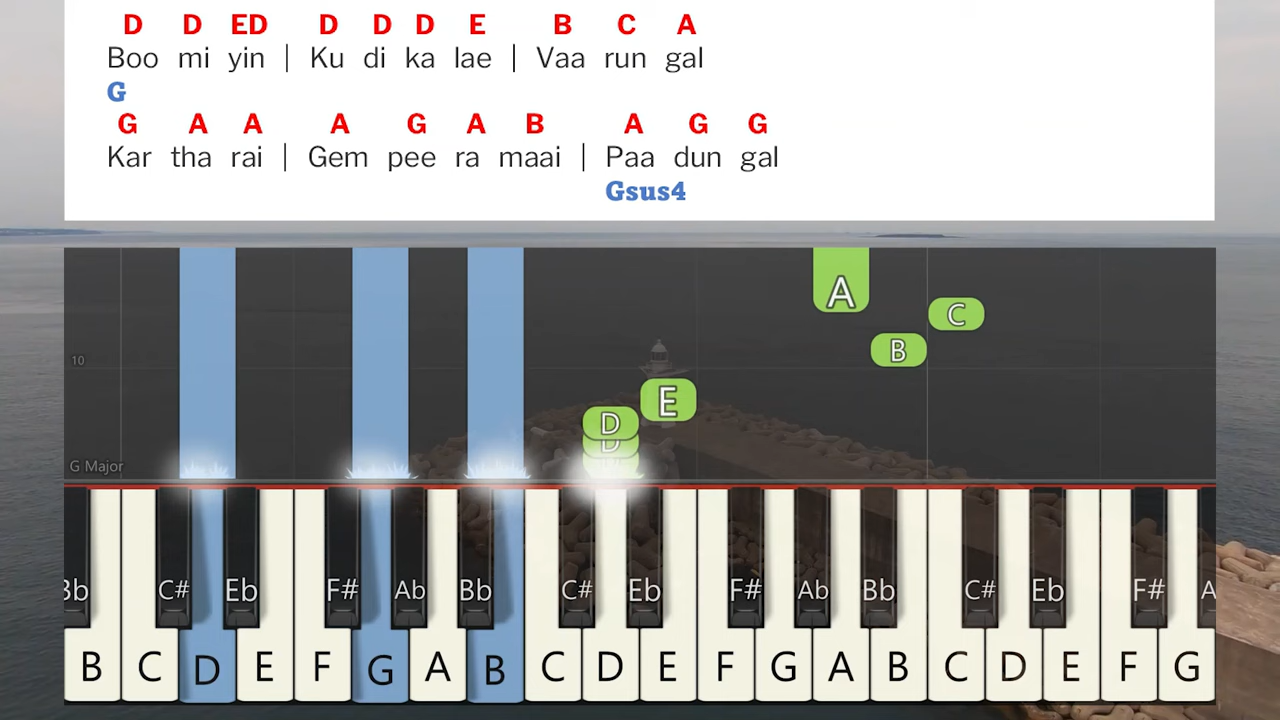 D D ED D D D E B C A
Boo mi yin | Ku di ka lae | Vaa run gal
G
G A A A G A B A G G
Kar tha rai | Gem pee ra maai | Paa dun gal
Gsus4
A
C
B
10
E
D
D
G Major
Bb C# Eb F# Ab Bb C# Eb F# Ab Bb C# Eb F# A
B C D E F G A B C D E F G A B C D E F G